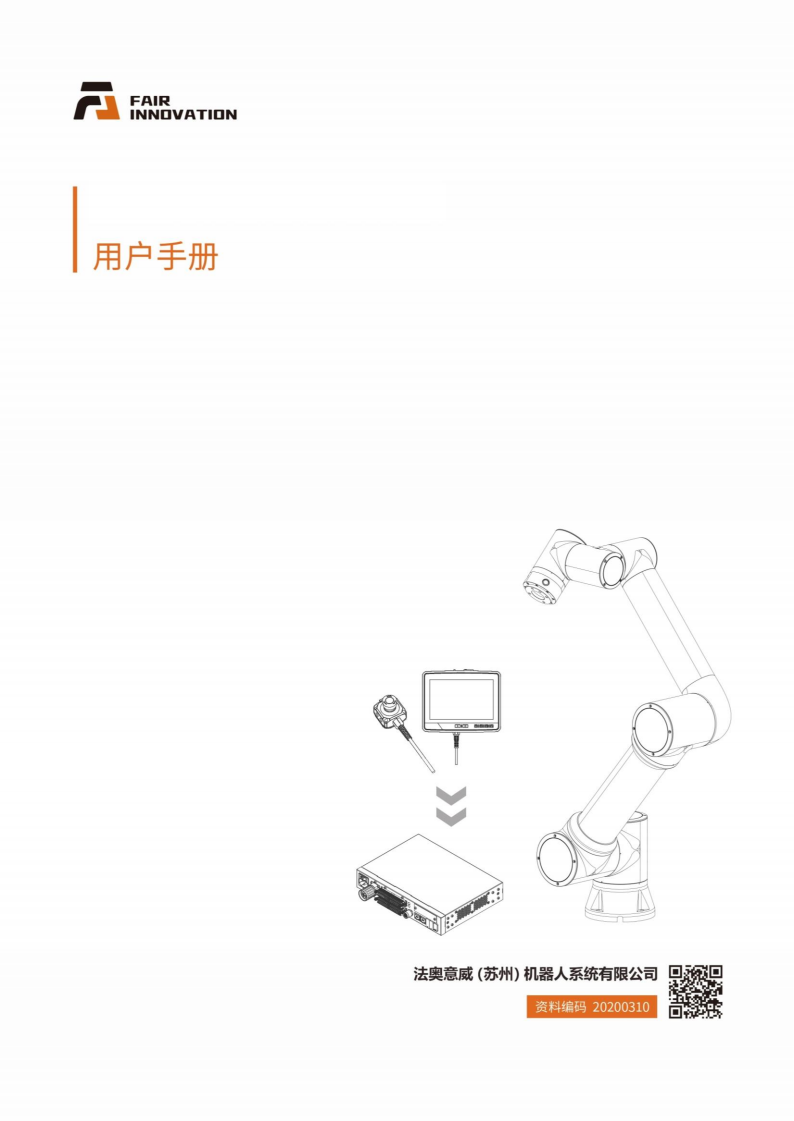 FAIR
INNOVATION
用户手册
法奥意威 (苏州) 机器人系统有限公司
资料编码 20200310